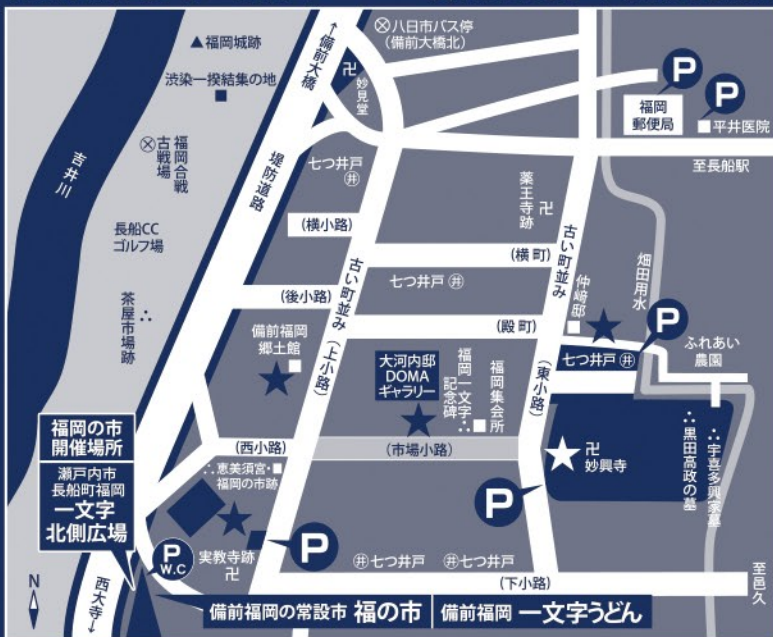 ↑備前大橋
八日市バス停
(備前大橋北)
▲福岡城跡
渋染一揆結集の地
卍妙見堂
P
P
福岡
郵便局
平井医院
至長船駅
吉井川
福岡合戦
古戦場
堤防道路
七つ井戸 井
薬王寺跡 卍
長船CC
ゴルフ場
(横小路)
古い町並み
(横町)
古い町並み
畑田用水
七つ井戸 井
仲﨑邸
茶屋市場跡
(後小路)
(殿町)
P
備前福岡
郷土館
(上小路)
大河内邸
DOMA
ギャラリー
福岡一文字
記念碑
福岡集会所
(東小路)
七つ井戸 井
ふれあい
農園
福岡の市
開催場所
瀬戸内市
長船町福岡
一文字
北側広場
(西小路)
(市場小路)
恵美須宮・
福岡の市跡
卍
妙興寺
黒田高政の墓
宇喜多興家墓
P
W.C
実教寺跡
卍
P
P
井七つ井戸
井七つ井戸
(下小路)
至邑久
N
西大寺↓
備前福岡の常設市 福の市
備前福岡 一文字うどん